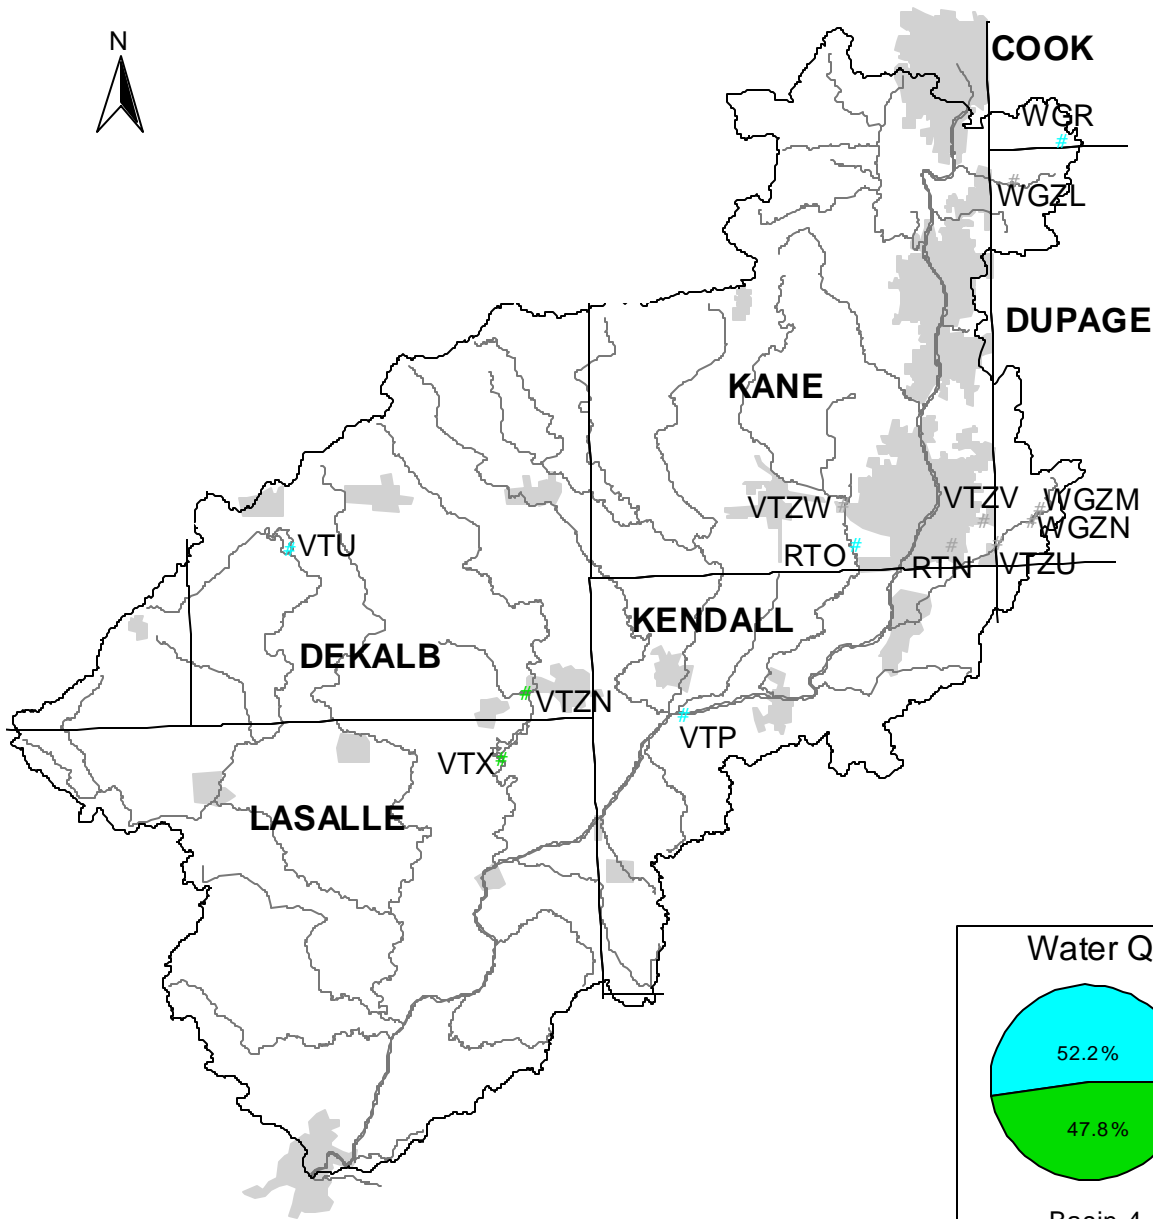 N
COOK
WGR
#
#
WGZL
DUPAGE
KANE
VTZW #
VTZV
#
# WGZM
# WGZN
# VTU
RTO #
RTN #
# VTZU
KENDALL
DEKALB
# VTZN
# VTP
VTX #
LASALLE
Water Q
52.2%
47.8%